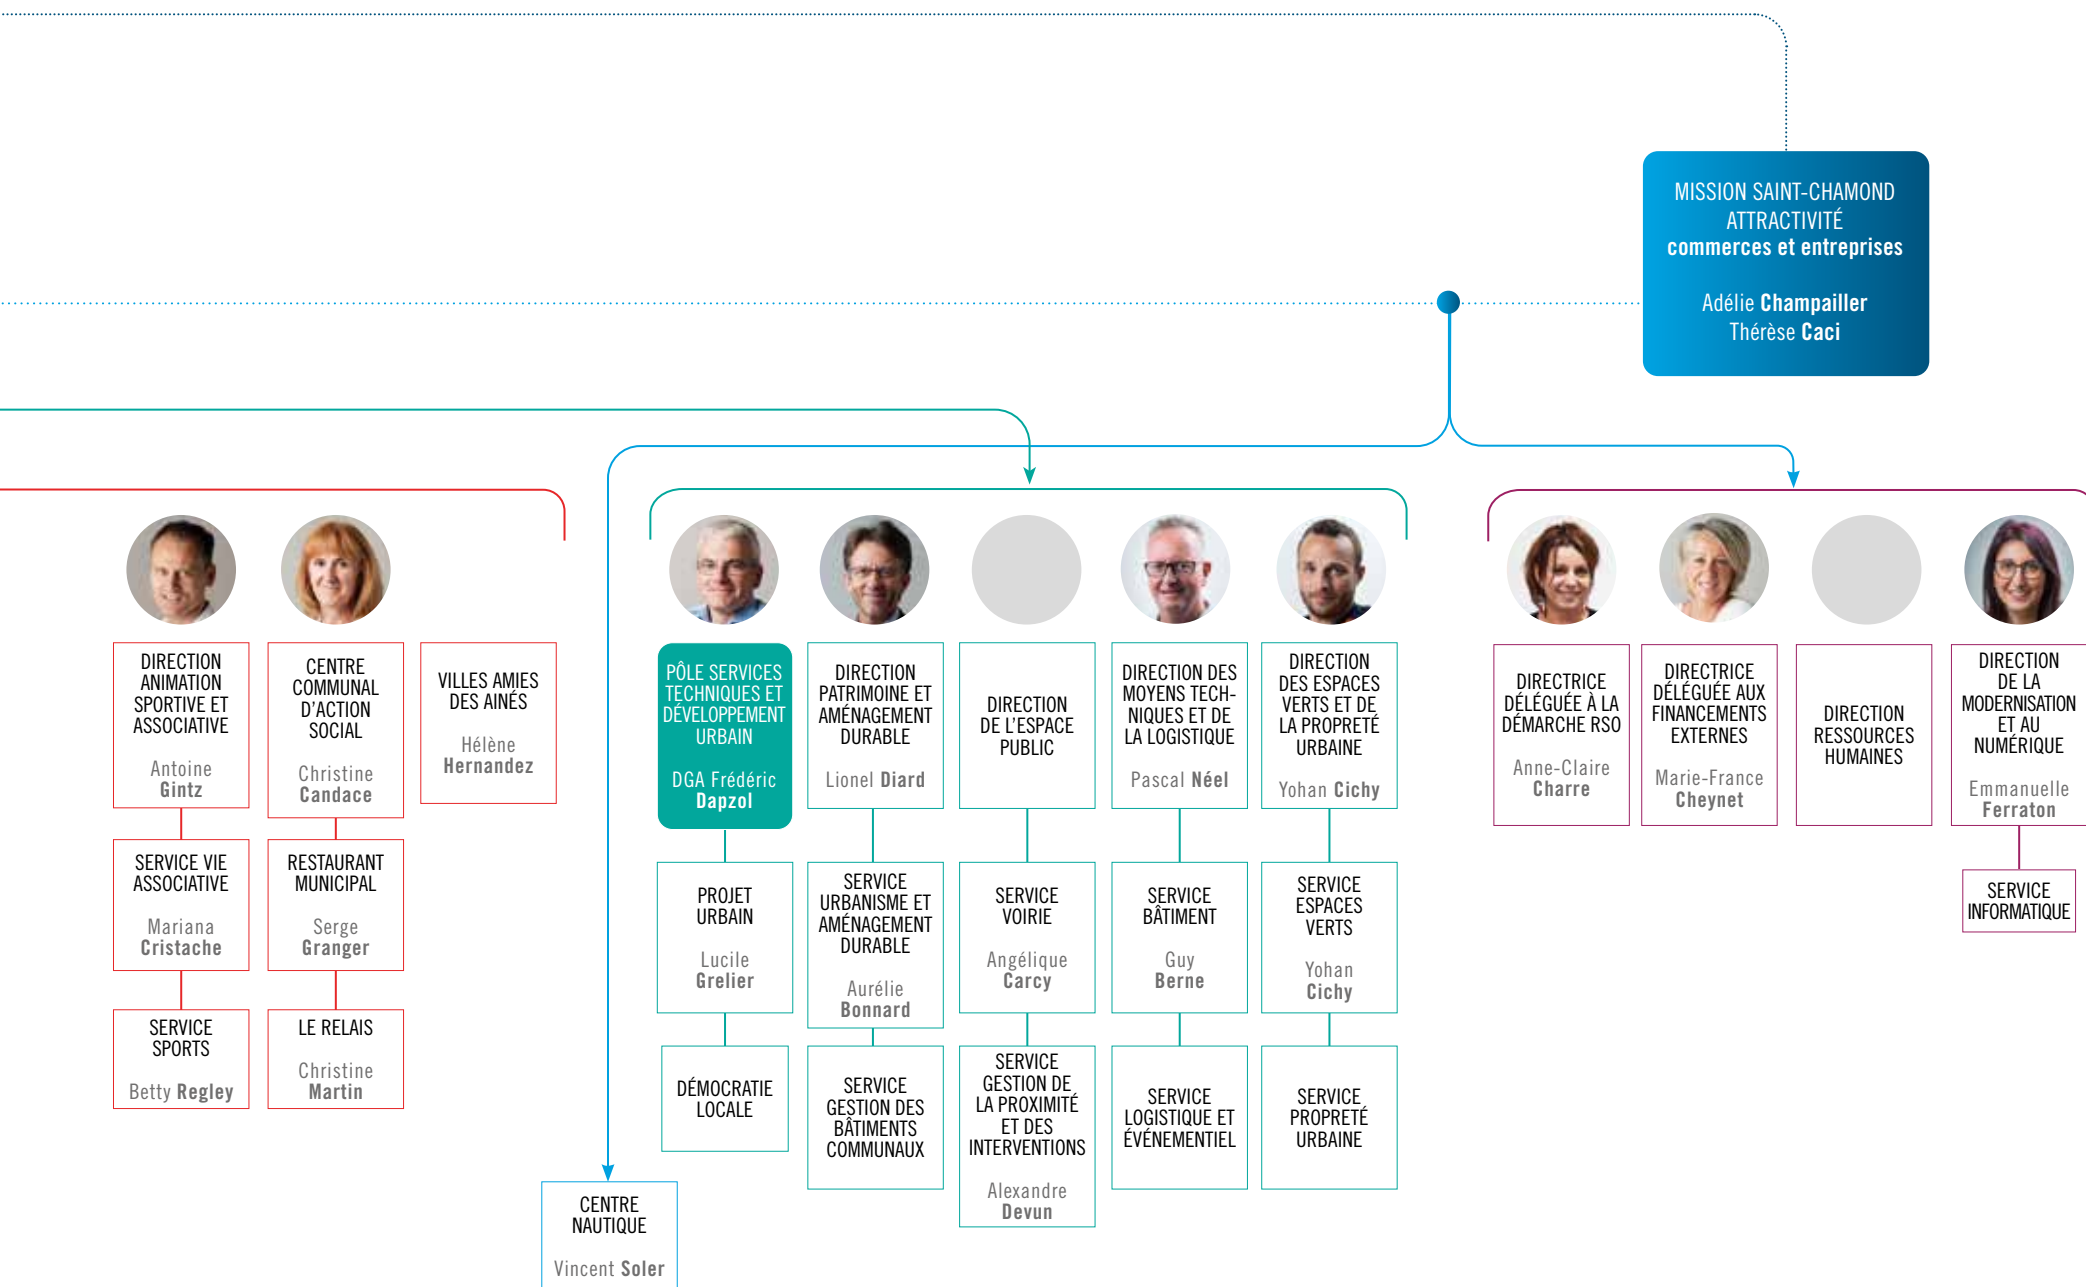 MISSION SAINT-CHAMOND
ATTRACTIVITÉ
commerces et entreprises
Adélie Champailler
Thérèse Caci
DIRECTION
ANIMATION
SPORTIVE ET
ASSOCIATIVE
Antoine
Gintz
SERVICE VIE
ASSOCIATIVE
Mariana
Cristache
SERVICE
SPORTS
Betty Regley
CENTRE
COMMUNAL
D'ACTION
SOCIAL
Christine
Candace
RESTAURANT
MUNICIPAL
Serge
Granger
LE RELAIS
Christine
Martin
VILLES AMIES
DES AINÉS
Hélène
Hernandez
CENTRE
NAUTIQUE
Vincent Soler
PÔLE SERVICES
TECHNIQUES ET
DÉVELOPPEMENT
URBAIN
DGA Frédéric
Dapzol
PROJET
URBAIN
Lucile
Grelier
DÉMOCRATIE
LOCALE
DIRECTION
PATRIMOINE ET
AMÉNAGEMENT
DURABLE
Lionel Diard
SERVICE
URBANISME ET
AMÉNAGEMENT
DURABLE
Aurélie
Bonnard
SERVICE
GESTION DES
BÂTIMENTS
COMMUNAUX
DIRECTION
DE L'ESPACE
PUBLIC
SERVICE
VOIRIE
Angélique
Carcy
SERVICE
GESTION DE
LA PROXIMITÉ
ET DES
INTERVENTIONS
Alexandre
Devun
DIRECTION DES
MOYENS TECH-
NIQUES ET DE
LA LOGISTIQUE
Pascal Néel
SERVICE
BÂTIMENT
Guy
Berne
SERVICE
LOGISTIQUE ET
ÉVÉNEMENTIEL
DIRECTION
DES ESPACES
VERTS ET DE
LA PROPRETÉ
URBAINE
Yohan Cichy
SERVICE
ESPACES
VERTS
Yohan
Cichy
SERVICE
PROPRETÉ
URBAINE
DIRECTRICE
DÉLÉGUÉE À LA
DÉMARCHE RSO
Anne-Claire
Charre
DIRECTRICE
DÉLÉGUÉE AUX
FINANCEMENTS
EXTERNES
Marie-France
Cheynet
DIRECTION
RESSOURCES
HUMAINES
DIRECTION
DE LA
MODERNISATION
ET AU
NUMÉRIQUE
Emmanuelle
Ferraton
SERVICE
INFORMATIQUE